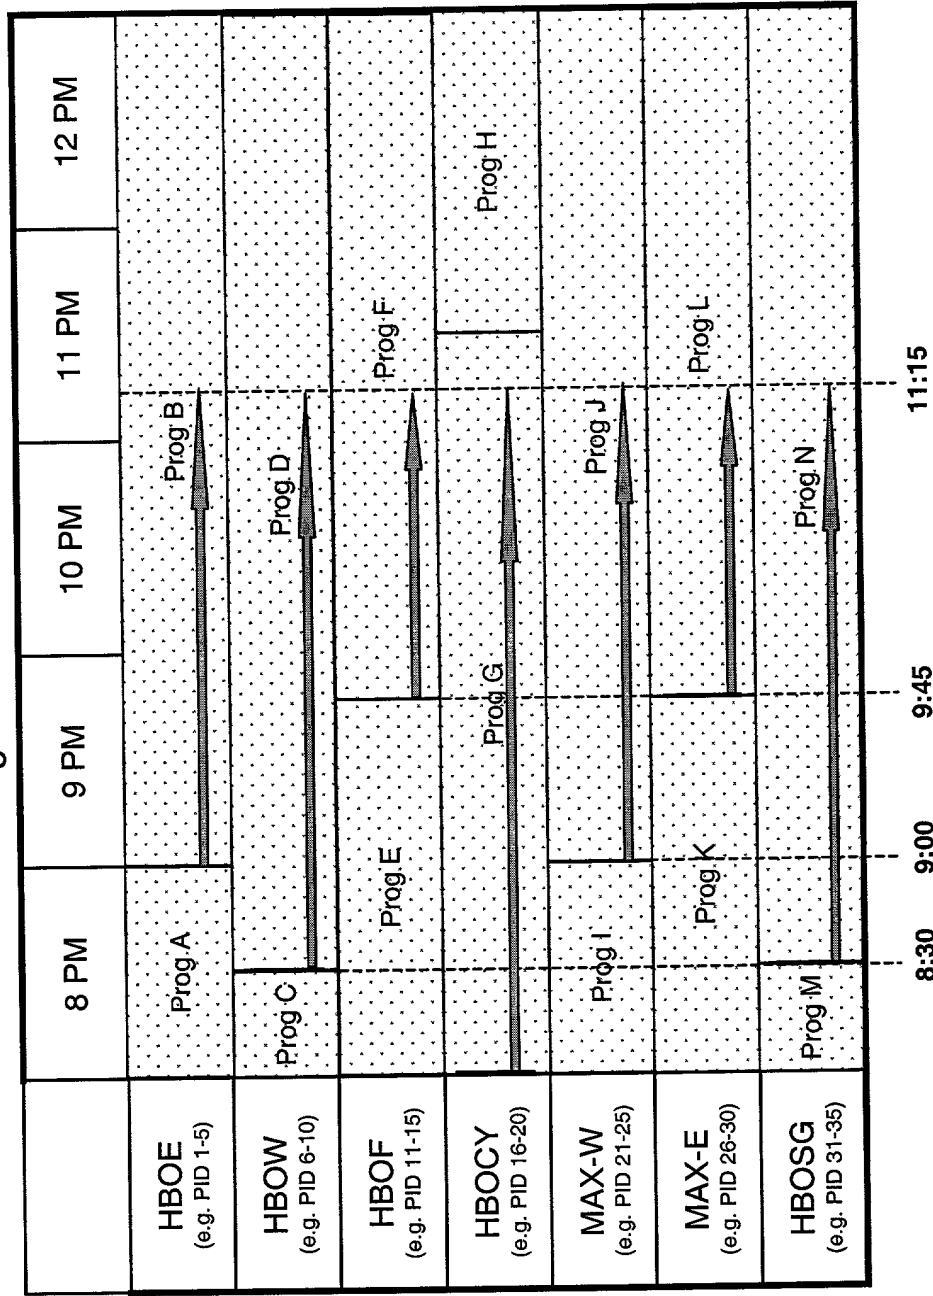 8 PM
9 PM
10 PM
11 PM
12 PM
HBOE
(e.g. PID 1-5)
Prog A
Prog B
HBOW
(e.g. PID 6-10)
Prog C
Prog D
HBOF
(e.g. PID 11-15)
Prog E
Prog F
HBOCY
(e.g. PID 16-20)
Prog G
Prog H
MAX-W
(e.g. PID 21-25)
Prog I
Prog J
MAX-E
(e.g. PID 26-30)
Prog K
Prog L
HBOSG
(e.g. PID 31-35)
Prog M
Prog N
8:30
9:00
9:45
11:15